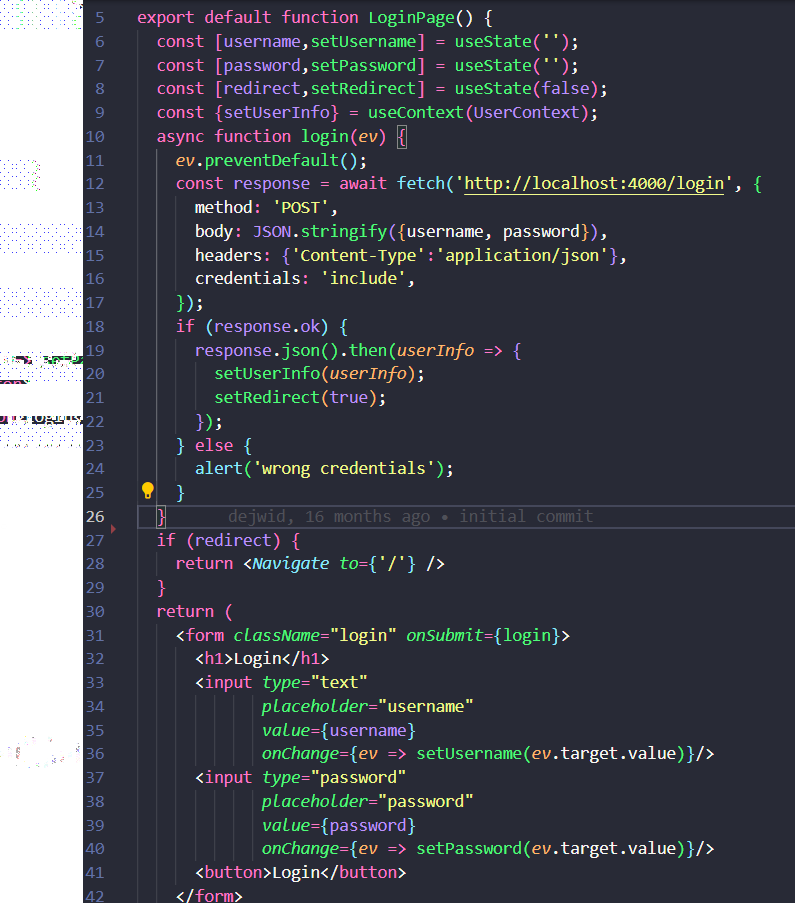 5 export default function LoginPage() {
6 const [username,setUsername] = useState('');
7 const [password,setPassword] = useState('');
8 const [redirect,setRedirect] = useState(false);
9 const {setUserInfo} = useContext(UserContext);
10 async function login(ev) {
11 ev.preventDefault();
12 const response = await fetch('http://localhost:4000/login', {
13 method: 'POST',
14 body: JSON.stringify({username, password}),
15 headers: {'Content-Type':'application/json'},
16 credentials: 'include',
17 });
18 if (response.ok) {
19 response.json().then(userInfo => {
20 setUserInfo(userInfo);
21 setRedirect(true);
22 });
23 } else {
24 alert('wrong credentials');
25 }
26 } dejwid, 16 months ago • initial commit
27 if (redirect) {
28 return <Navigate to={'/'} />
29 }
30 return (
31 <form className="login" onSubmit={login}>
32 <h1>Login</h1>
33 <input type="text"
34 placeholder="username"
35 value={username}
36 onChange={ev => setUsername(ev.target.value)}/>
37 <input type="password"
38 placeholder="password"
39 value={password}
40 onChange={ev => setPassword(ev.target.value)}/>
41 <button>Login</button>
42 </form>